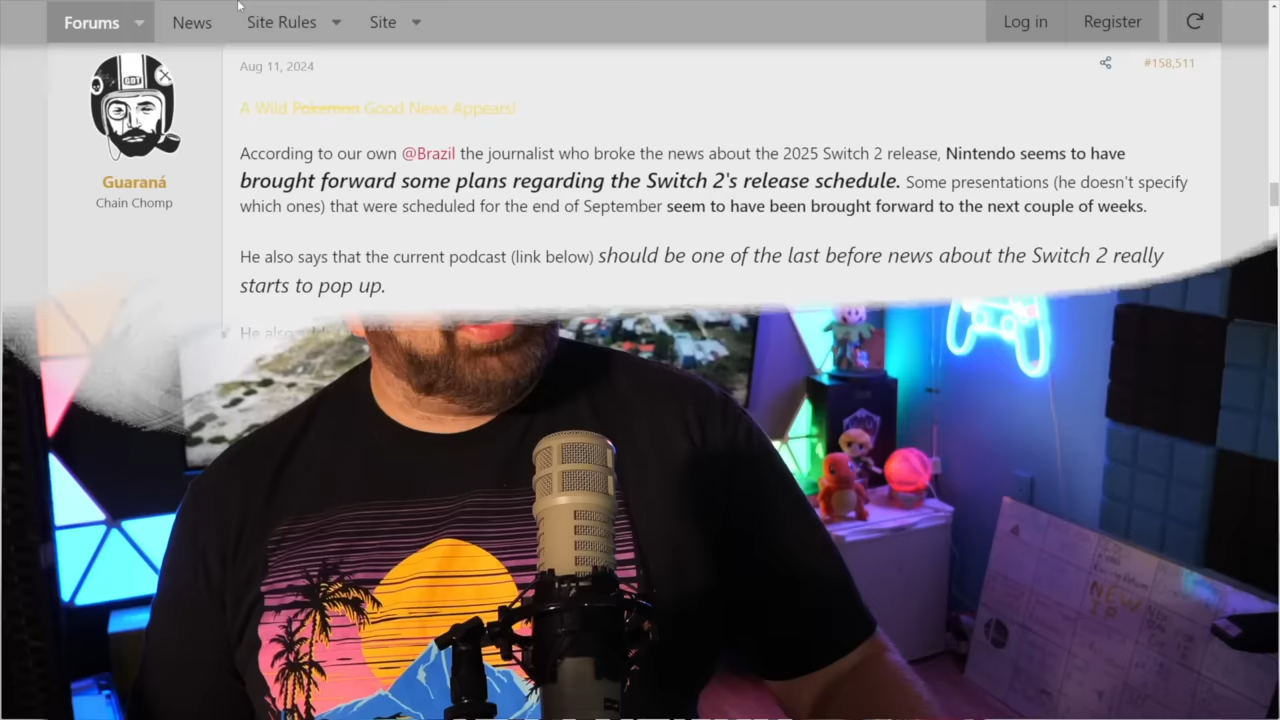 Forums News Site Rules Site Log in Register
Aug 11, 2024 #158,511
A Wild Pokemon Good News Appears!
According to our own @Brazil the journalist who broke the news about the 2025 Switch 2 release, Nintendo seems to have
brought forward some plans regarding the Switch 2's release schedule. Some presentations (he doesn't specify
which ones) that were scheduled for the end of September seem to have been brought forward to the next couple of weeks.
Guaraná
Chain Chomp
He also says that the current podcast (link below) should be one of the last before news about the Switch 2 really
starts to pop up.
He also
NEW